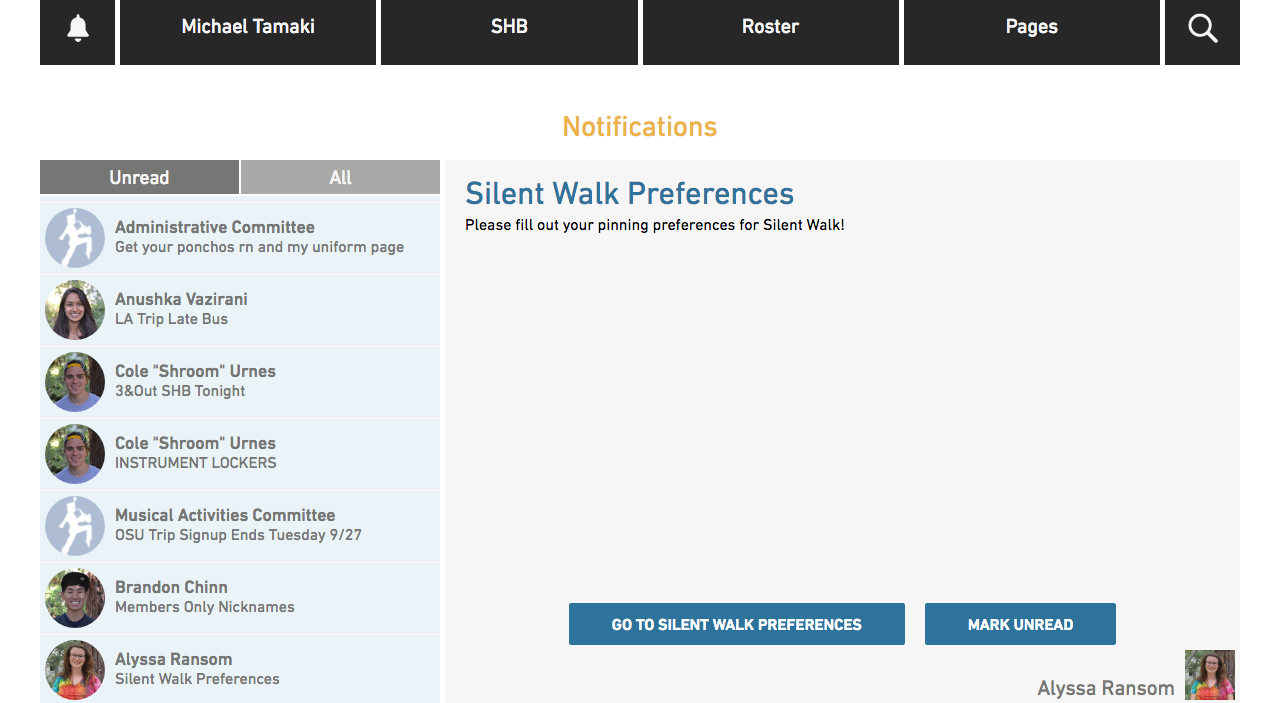 Michael Tamaki
SHB
Roster
Pages
Notifications
Unread
All
Administrative Committee
Get your ponchos rn and my uniform page
Anushka Vazirani
LA Trip Late Bus
Cole "Shroom" Urnes
3&Out SHB Tonight
Cole "Shroom" Urnes
INSTRUMENT LOCKERS
Musical Activities Committee
OSU Trip Signup Ends Tuesday 9/27
Brandon Chinn
Members Only Nicknames
Alyssa Ransom
Silent Walk Preferences
Silent Walk Preferences
Please fill out your pinning preferences for Silent Walk!
GO TO SILENT WALK PREFERENCES
MARK UNREAD
Alyssa Ransom